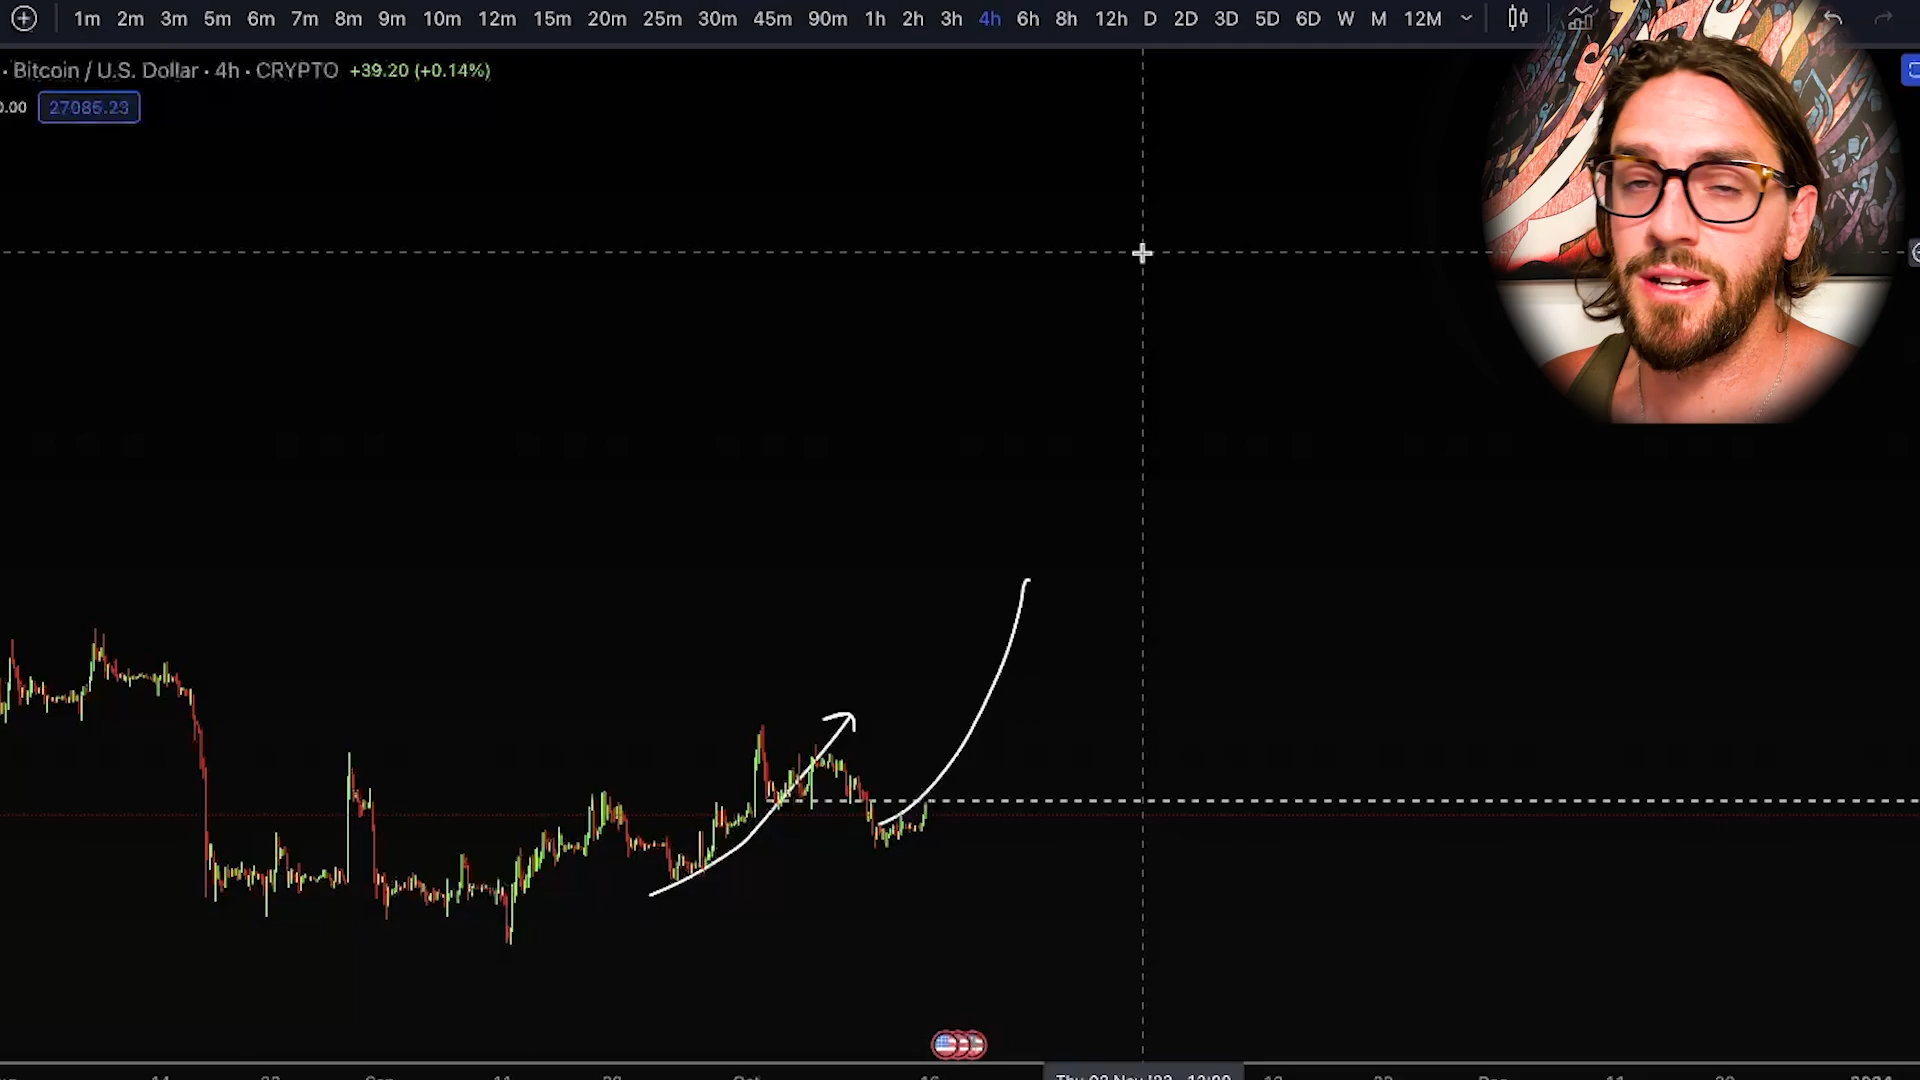 1m 2m 3m 5m 6m 7m 8m 9m 10m 12m 15m 20m 25m 30m 45m 90m 1h 2h 3h 4h 6h 8h 12h D 2D 3D 5D 6D W M 12M
· Bitcoin / U.S. Dollar · 4h · CRYPTO +39.20 (+0.14%)
0.00 27085.23